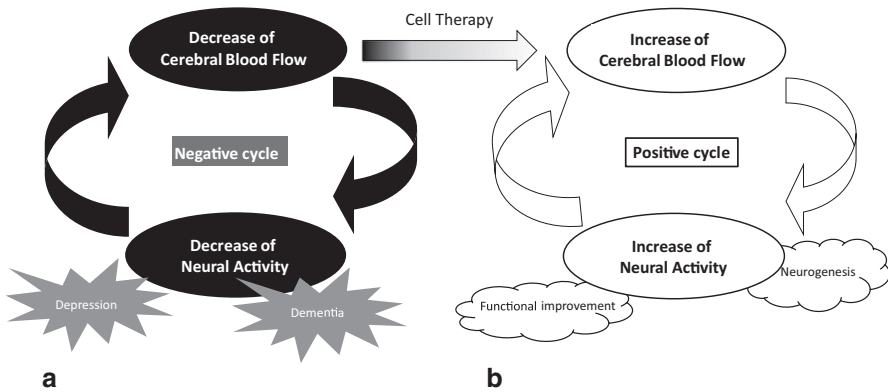 Cell Therapy
Decrease of
Cerebral Blood Flow
Negative cycle
Decrease of
Neural Activity
Depression
Dementia
a
Increase of
Cerebral Blood Flow
Positive cycle
Increase of
Neural Activity
Neurogenesis
Functional improvement
b